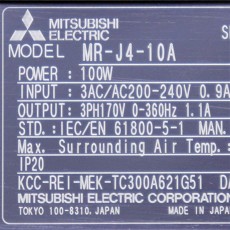 MITSUBISHI
ELECTRIC
MODEL MR-J4-10A
POWER : 100W
INPUT : 3AC/AC200-240V 0.9A
OUTPUT : 3PH170V 0-360Hz 1.1A
STD. : IEC/EN 61800-5-1 MA
Max. Surrounding Air Temp. :
IP20
KCC-REI-MEK-TC300A621G51
MITSUBISHI ELECTRIC CORPORATION
TOKYO 100-8310, JAPAN MADE IN JAPAN